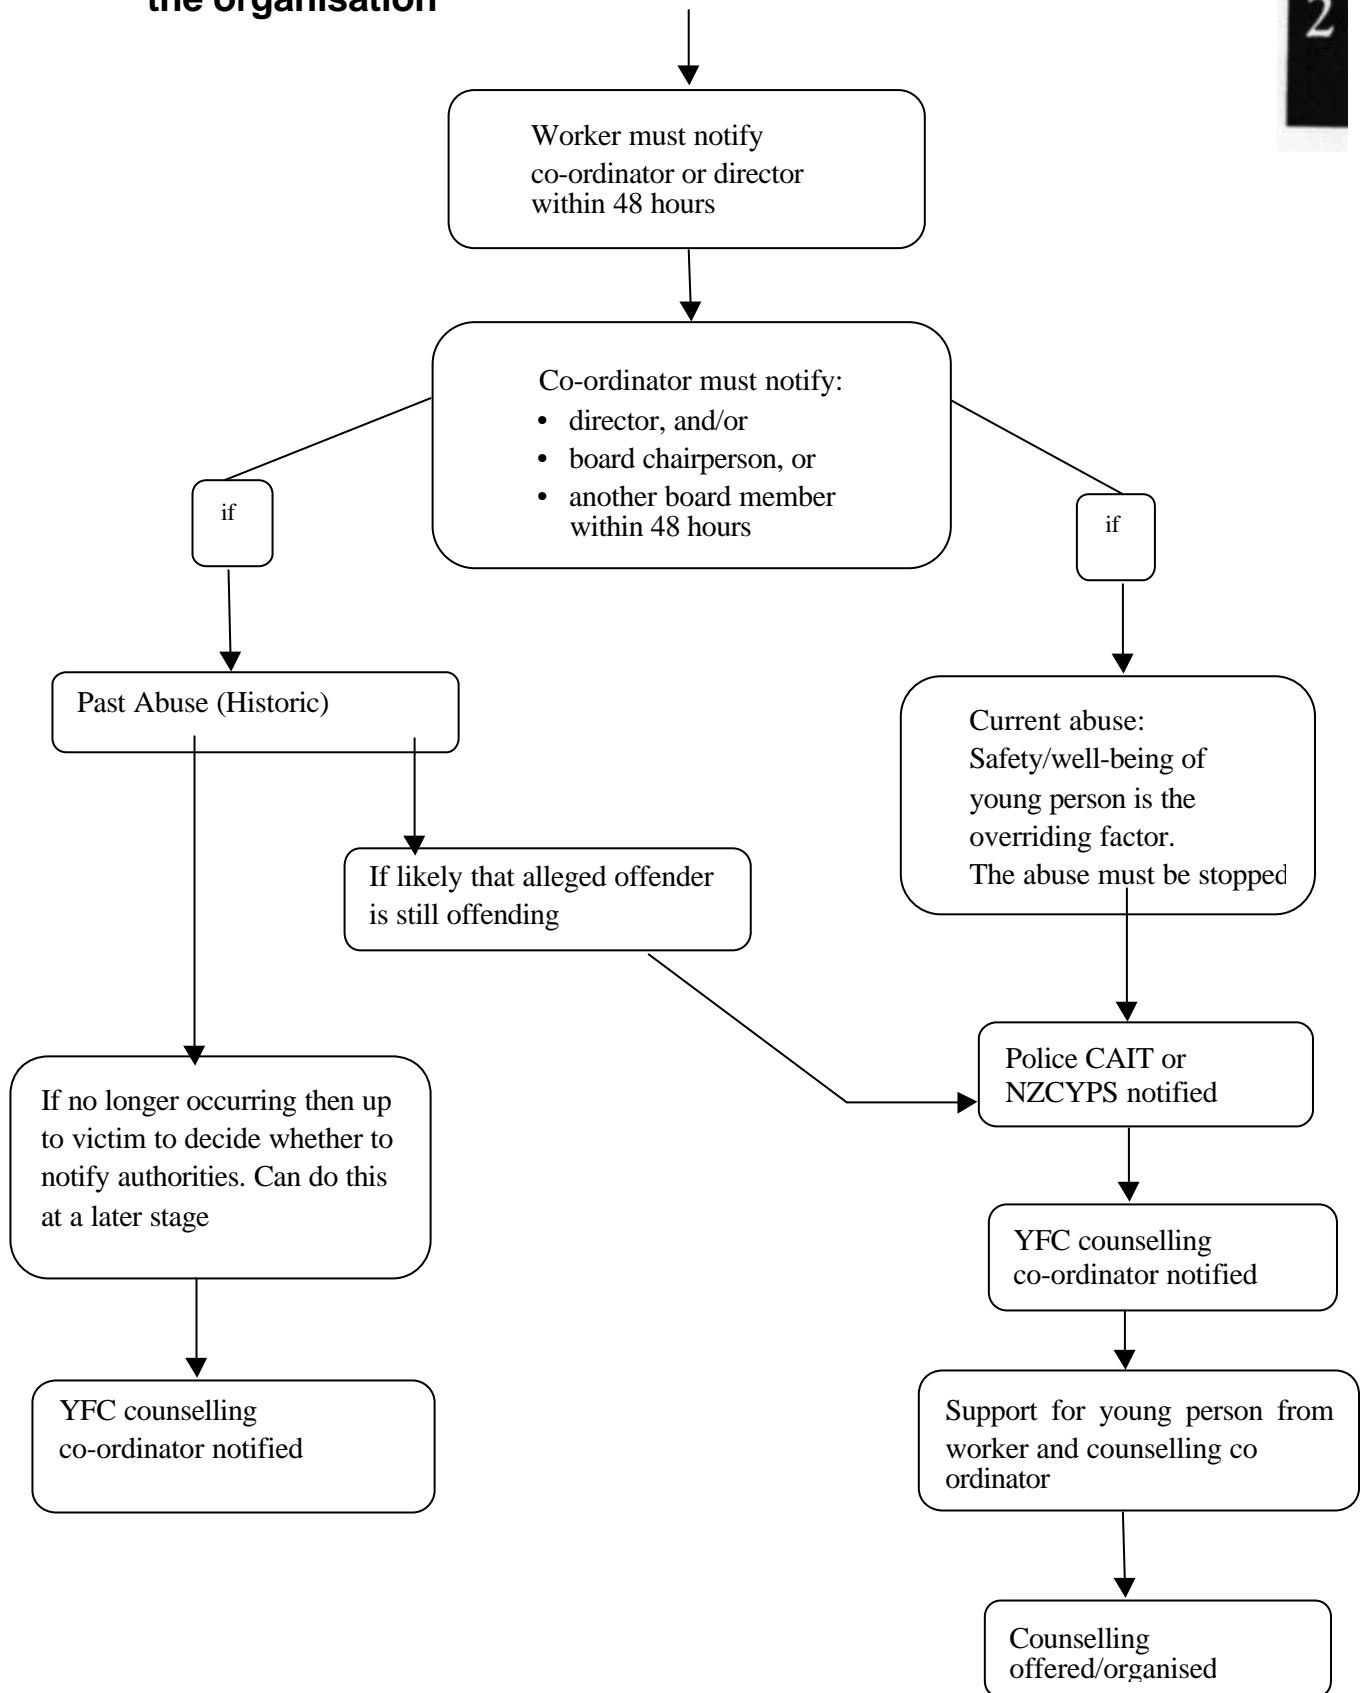 the organisation
2
Worker must notify
co-ordinator or director
within 48 hours
Co-ordinator must notify:
• director, and/or
• board chairperson, or
• another board member
within 48 hours
if
if
Past Abuse (Historic)
Current abuse:
Safety/well-being of
young person is the
overriding factor.
The abuse must be stopped
If likely that alleged offender
is still offending
Police CAIT or
NZCYPS notified
If no longer occurring then up
to victim to decide whether to
notify authorities. Can do this
at a later stage
YFC counselling
co-ordinator notified
YFC counselling
co-ordinator notified
Support for young person from
worker and counselling co
ordinator
Counselling
offered/organised